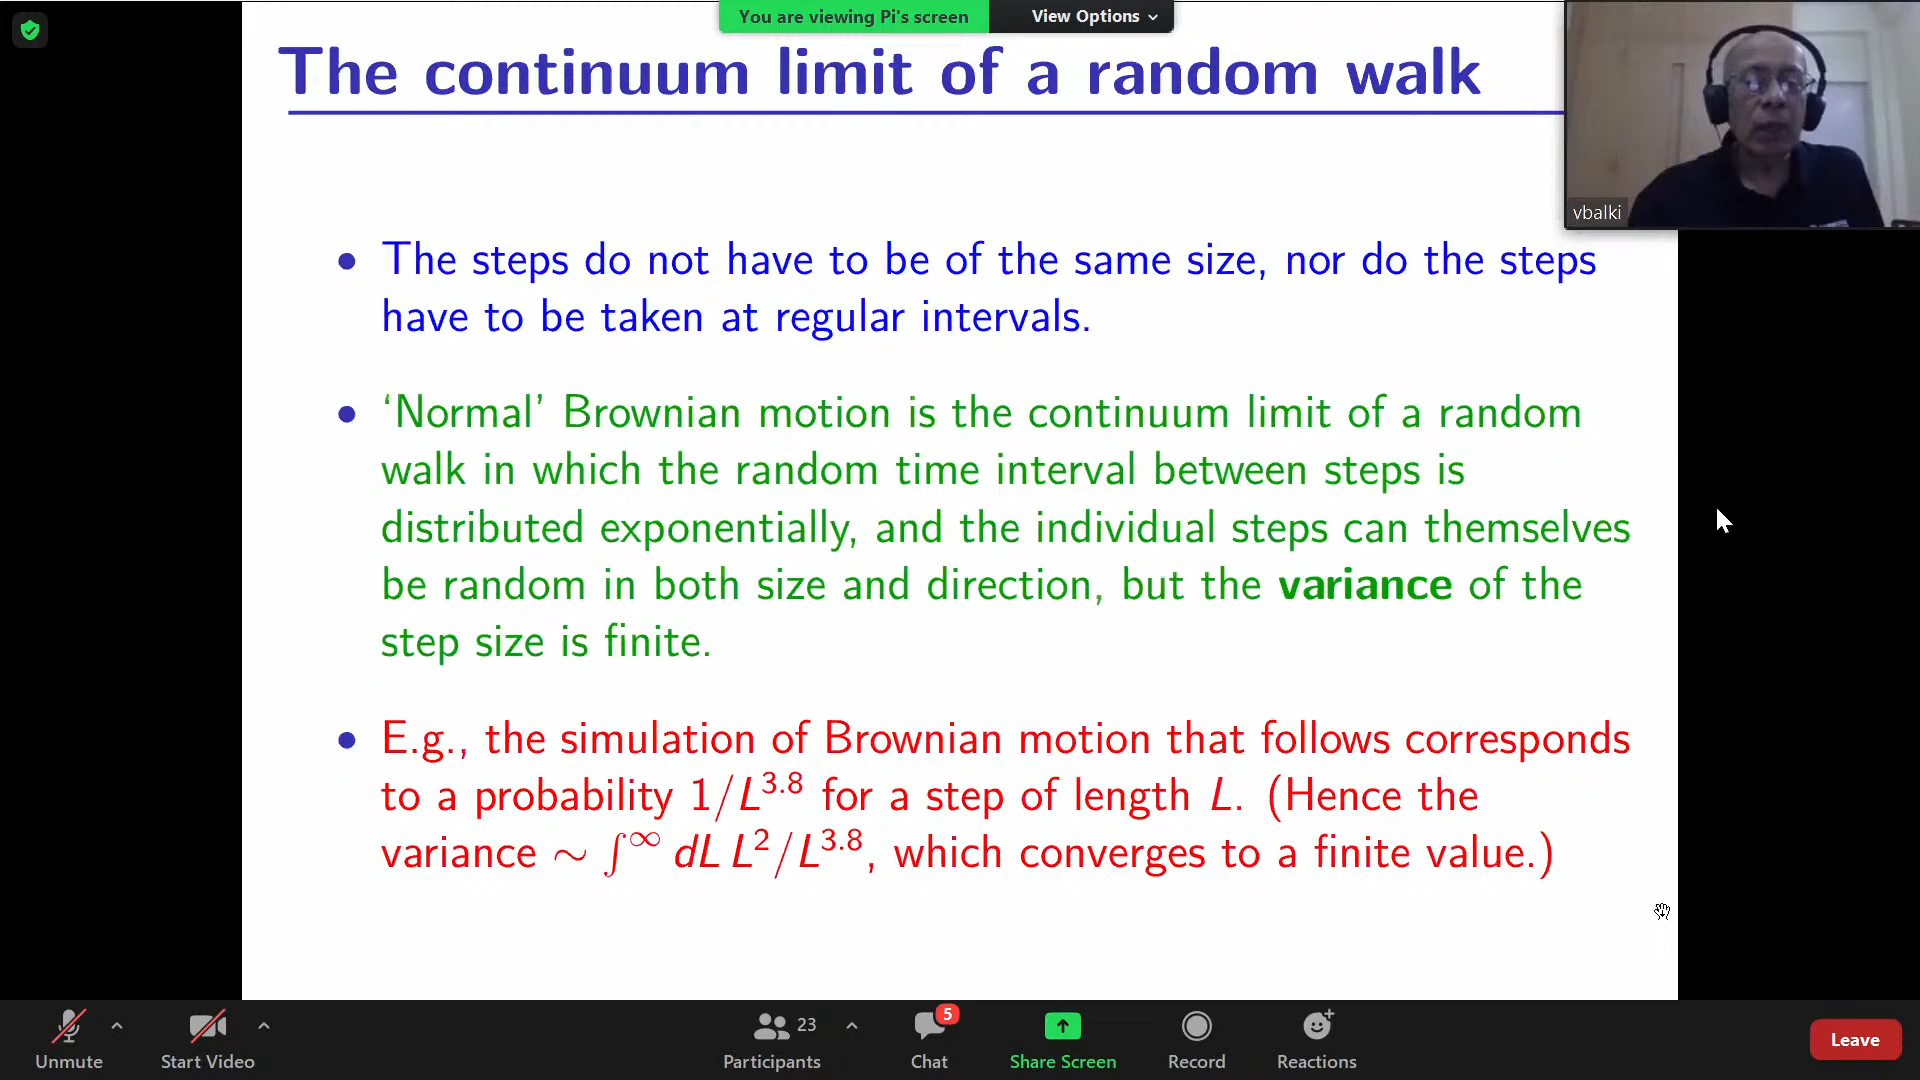 You are viewing Pi's screen
View Options
The continuum limit of a random walk
vbalki
• The steps do not have to be of the same size, nor do the steps
have to be taken at regular intervals.
• ‘Normal’ Brownian motion is the continuum limit of a random
walk in which the random time interval between steps is
distributed exponentially, and the individual steps can themselves
be random in both size and direction, but the variance of the
step size is finite.
• E.g., the simulation of Brownian motion that follows corresponds
to a probability 1/L^3.8 for a step of length L. (Hence the
variance ∼ ∫^∞ dL L²/L^3.8, which converges to a finite value.)
Unmute
Start Video
23
Participants
5
Chat
Share Screen
Record
Reactions
Leave